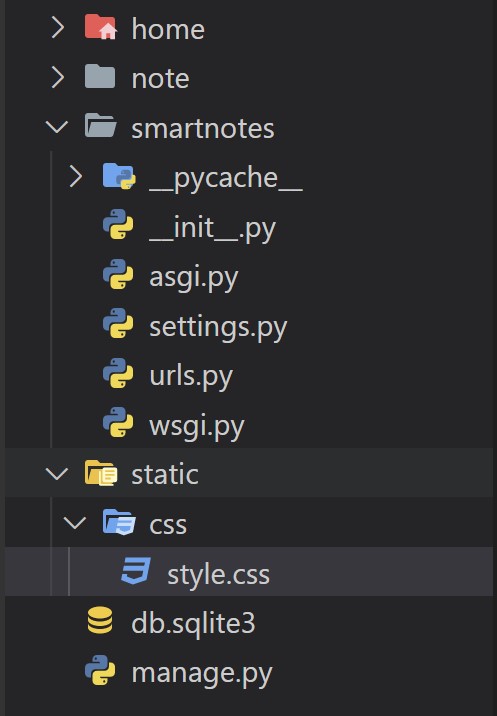 home
note
smartnotes
__pycache__
__init__.py
asgi.py
settings.py
urls.py
wsgi.py
static
css
style.css
db.sqlite3
manage.py